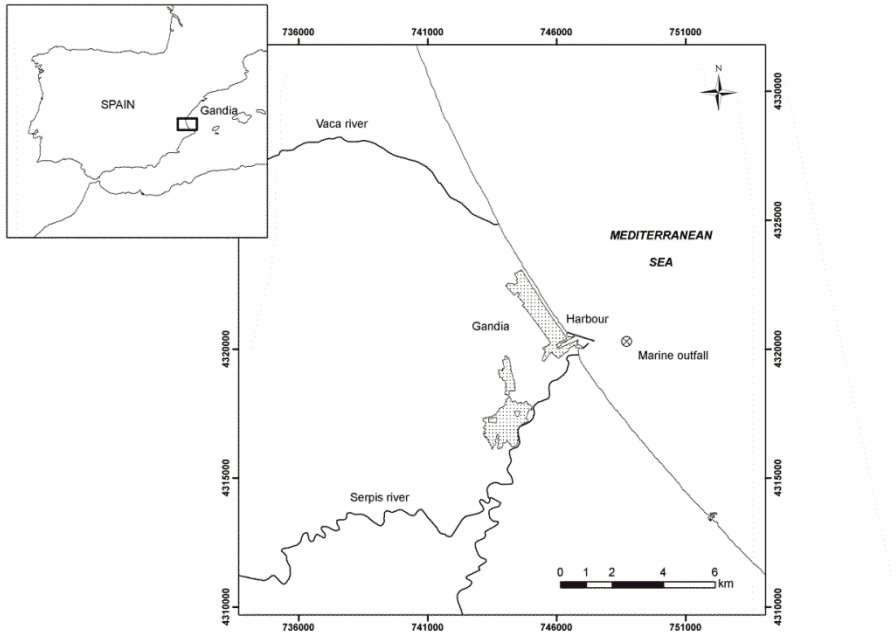 736000
741000
746000
751000
SPAIN
Gandia
N
4330000
Vaca river
4325000
4325000
MEDITERRANEAN
SEA
Harbour
Gandia
4320000
4320000
Marine outfall
4315000
4315000
Serpis river
0 1 2 4 6
km
4310000
4310000
736000
741000
746000
751000